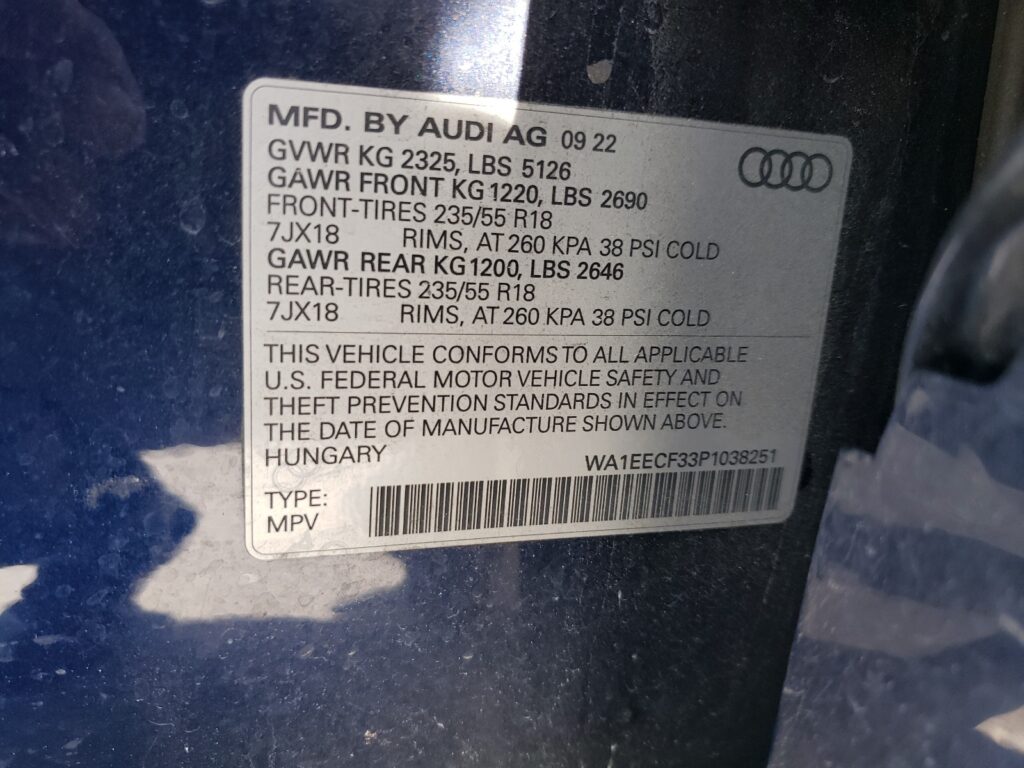 MFD. BY AUDI AG 09 22
GVWR KG 2325, LBS 5126
GAWR FRONT KG 1220, LBS 2690
FRONT-TIRES 235/55 R18
7JX18 RIMS, AT 260 KPA 38 PSI COLD
GAWR REAR KG 1200, LBS 2646
REAR-TIRES 235/55 R18
7JX18 RIMS, AT 260 KPA 38 PSI COLD
THIS VEHICLE CONFORMS TO ALL APPLICABLE
U.S. FEDERAL MOTOR VEHICLE SAFETY AND
THEFT PREVENTION STANDARDS IN EFFECT ON
THE DATE OF MANUFACTURE SHOWN ABOVE.
HUNGARY WA1EECF33P1038251
TYPE:
MPV